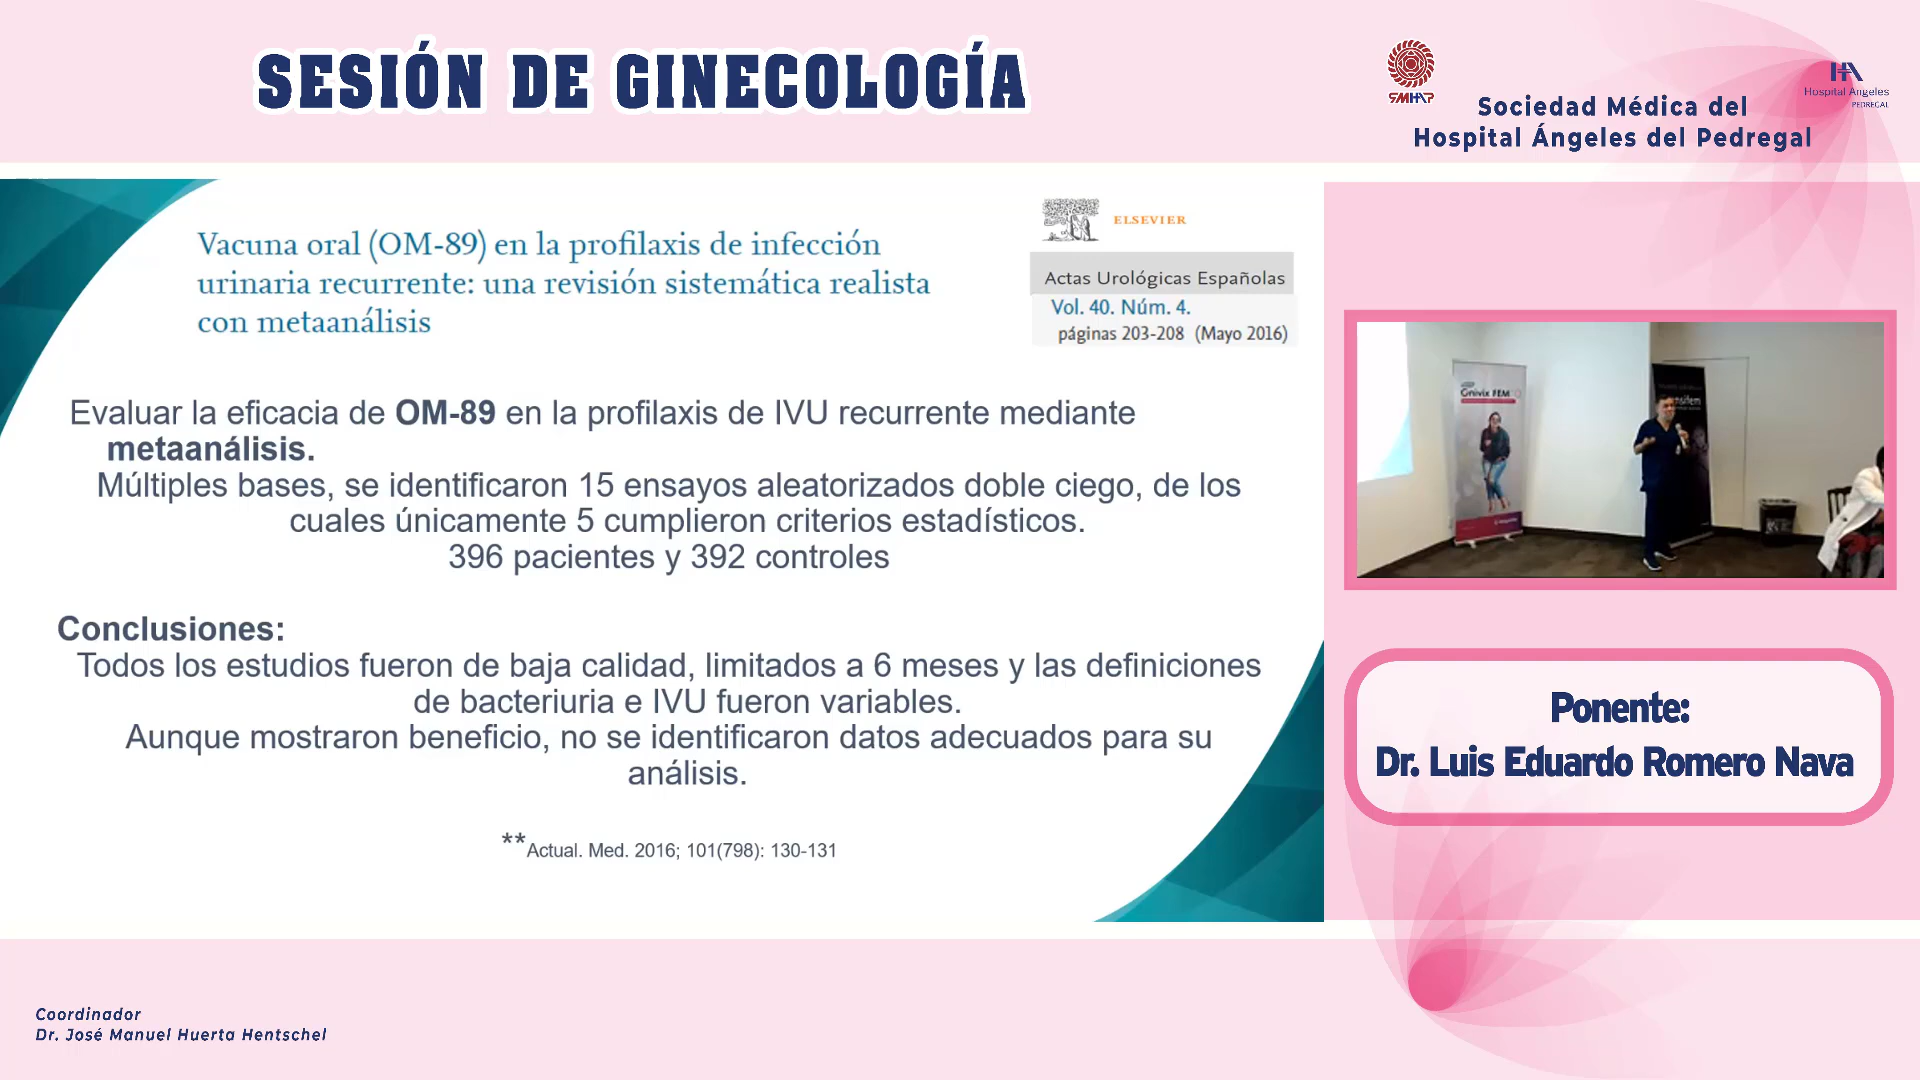 SESIÓN DE GINECOLOGÍA
SMHAP
Sociedad Médica del
Hospital Ángeles del Pedregal
HA
Hospital Angeles
PEDREGAL
Vacuna oral (OM-89) en la profilaxis de infección
urinaria recurrente: una revisión sistemática realista
con metaanálisis
ELSEVIER
Actas Urológicas Españolas
Vol. 40. Núm. 4.
páginas 203-208 (Mayo 2016)
Evaluar la eficacia de OM-89 en la profilaxis de IVU recurrente mediante
metaanálisis.
Múltiples bases, se identificaron 15 ensayos aleatorizados doble ciego, de los
cuales únicamente 5 cumplieron criterios estadísticos.
396 pacientes y 392 controles
Conclusiones:
Todos los estudios fueron de baja calidad, limitados a 6 meses y las definiciones
de bacteriuria e IVU fueron variables.
Aunque mostraron beneficio, no se identificaron datos adecuados para su
análisis.
**Actual. Med. 2016; 101(798): 130-131
Gnivix FEM
Ponente:
Dr. Luis Eduardo Romero Nava
Coordinador
Dr. José Manuel Huerta Hentschel